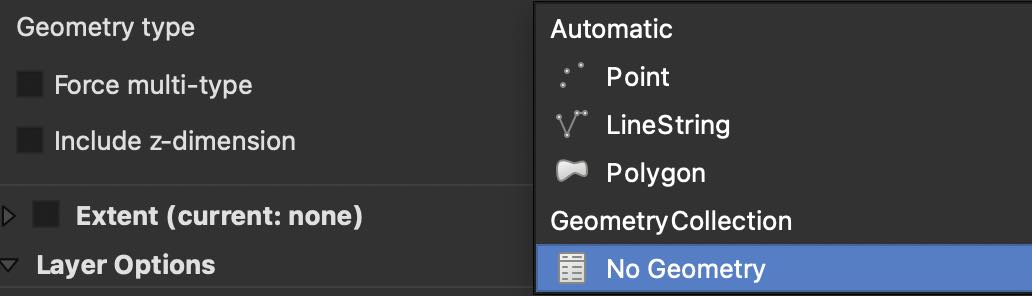 Geometry type
Force multi-type
Include z-dimension
Extent (current: none)
Layer Options
Automatic
Point
LineString
Polygon
GeometryCollection
No Geometry